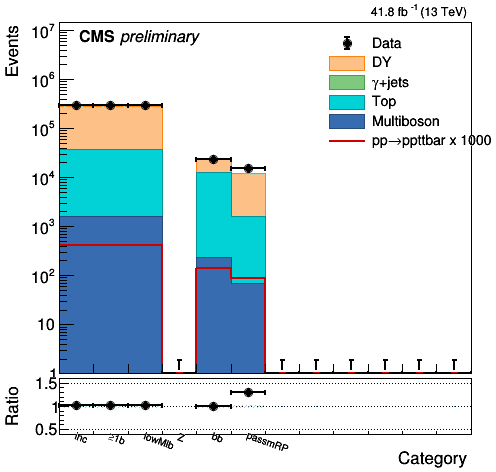 41.8 fb⁻¹ (13 TeV)
CMS preliminary
Events
10⁷
10⁶
10⁵
10⁴
10³
10²
10
1
Data
DY
γ+jets
Top
Multiboson
pp→ppttbar x 1000
Ratio
1.5
1
0.5
inc ≥1b lowMlb Z bb passmRP
Category